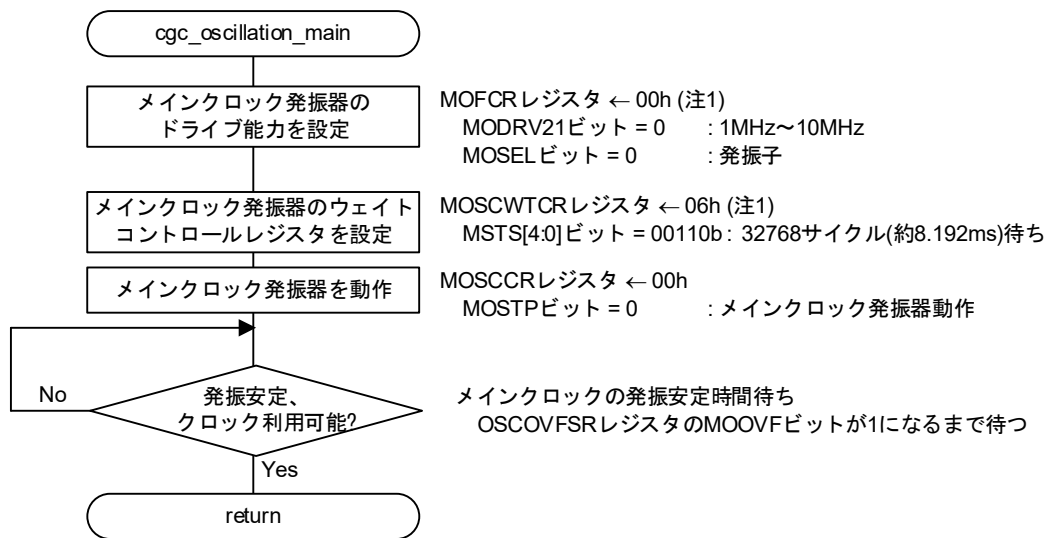 cgc_oscillation_main
メインクロック発振器の
ドライブ能力を設定
MOFCRレジスタ ← 00h (注1)
MODRV21ビット = 0 : 1MHz～10MHz
MOSELビット = 0 : 発振子
メインクロック発振器のウェイト
コントロールレジスタを設定
MOSCWTCRレジスタ ← 06h (注1)
MSTS[4:0]ビット = 00110b : 32768サイクル(約8.192ms)待ち
メインクロック発振器を動作
MOSCCRレジスタ ← 00h
MOSTPビット = 0 : メインクロック発振器動作
No
発振安定、
クロック利用可能?
メインクロックの発振安定時間待ち
OSCOVFSRレジスタのMOOVFビットが1になるまで待つ
Yes
return